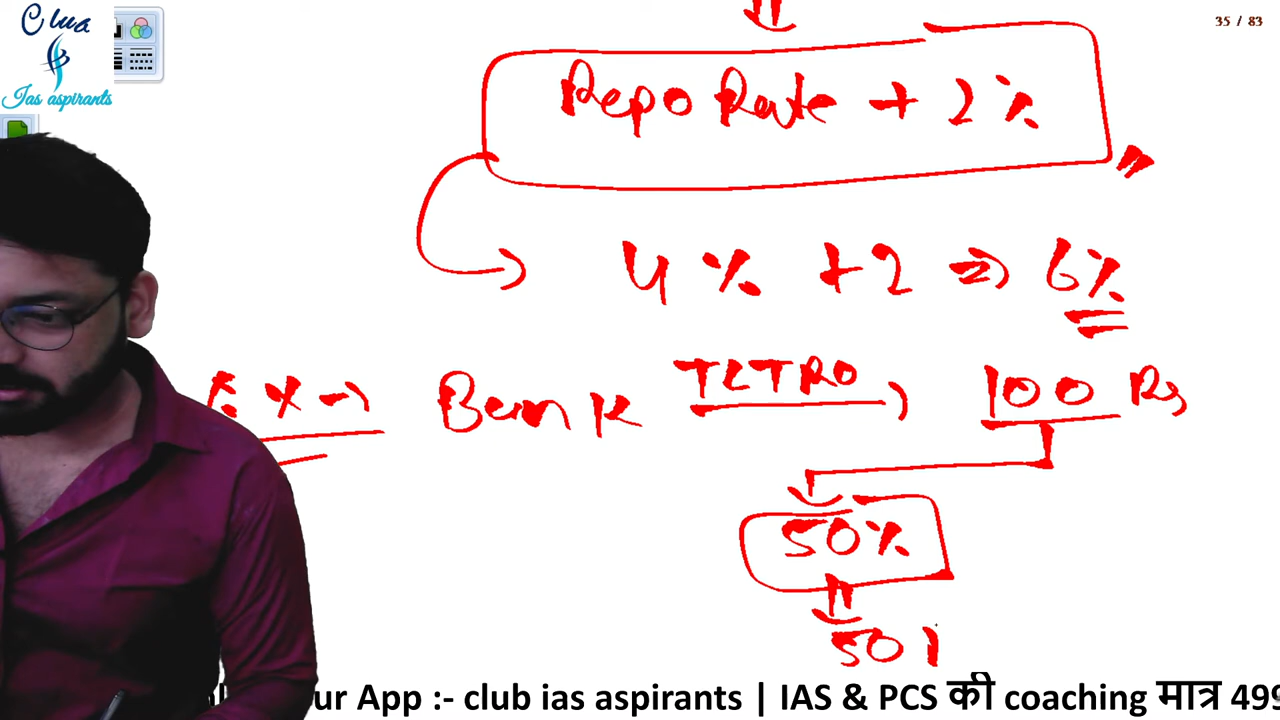 Clua
Ias aspirants
35 / 83
Repo Rate + 2%
4% + 2 ⇒ 6%
Ex → Bank TLTRO, 100 Rs
50%
50
ur App :- club ias aspirants | IAS & PCS की coaching मात्र 499